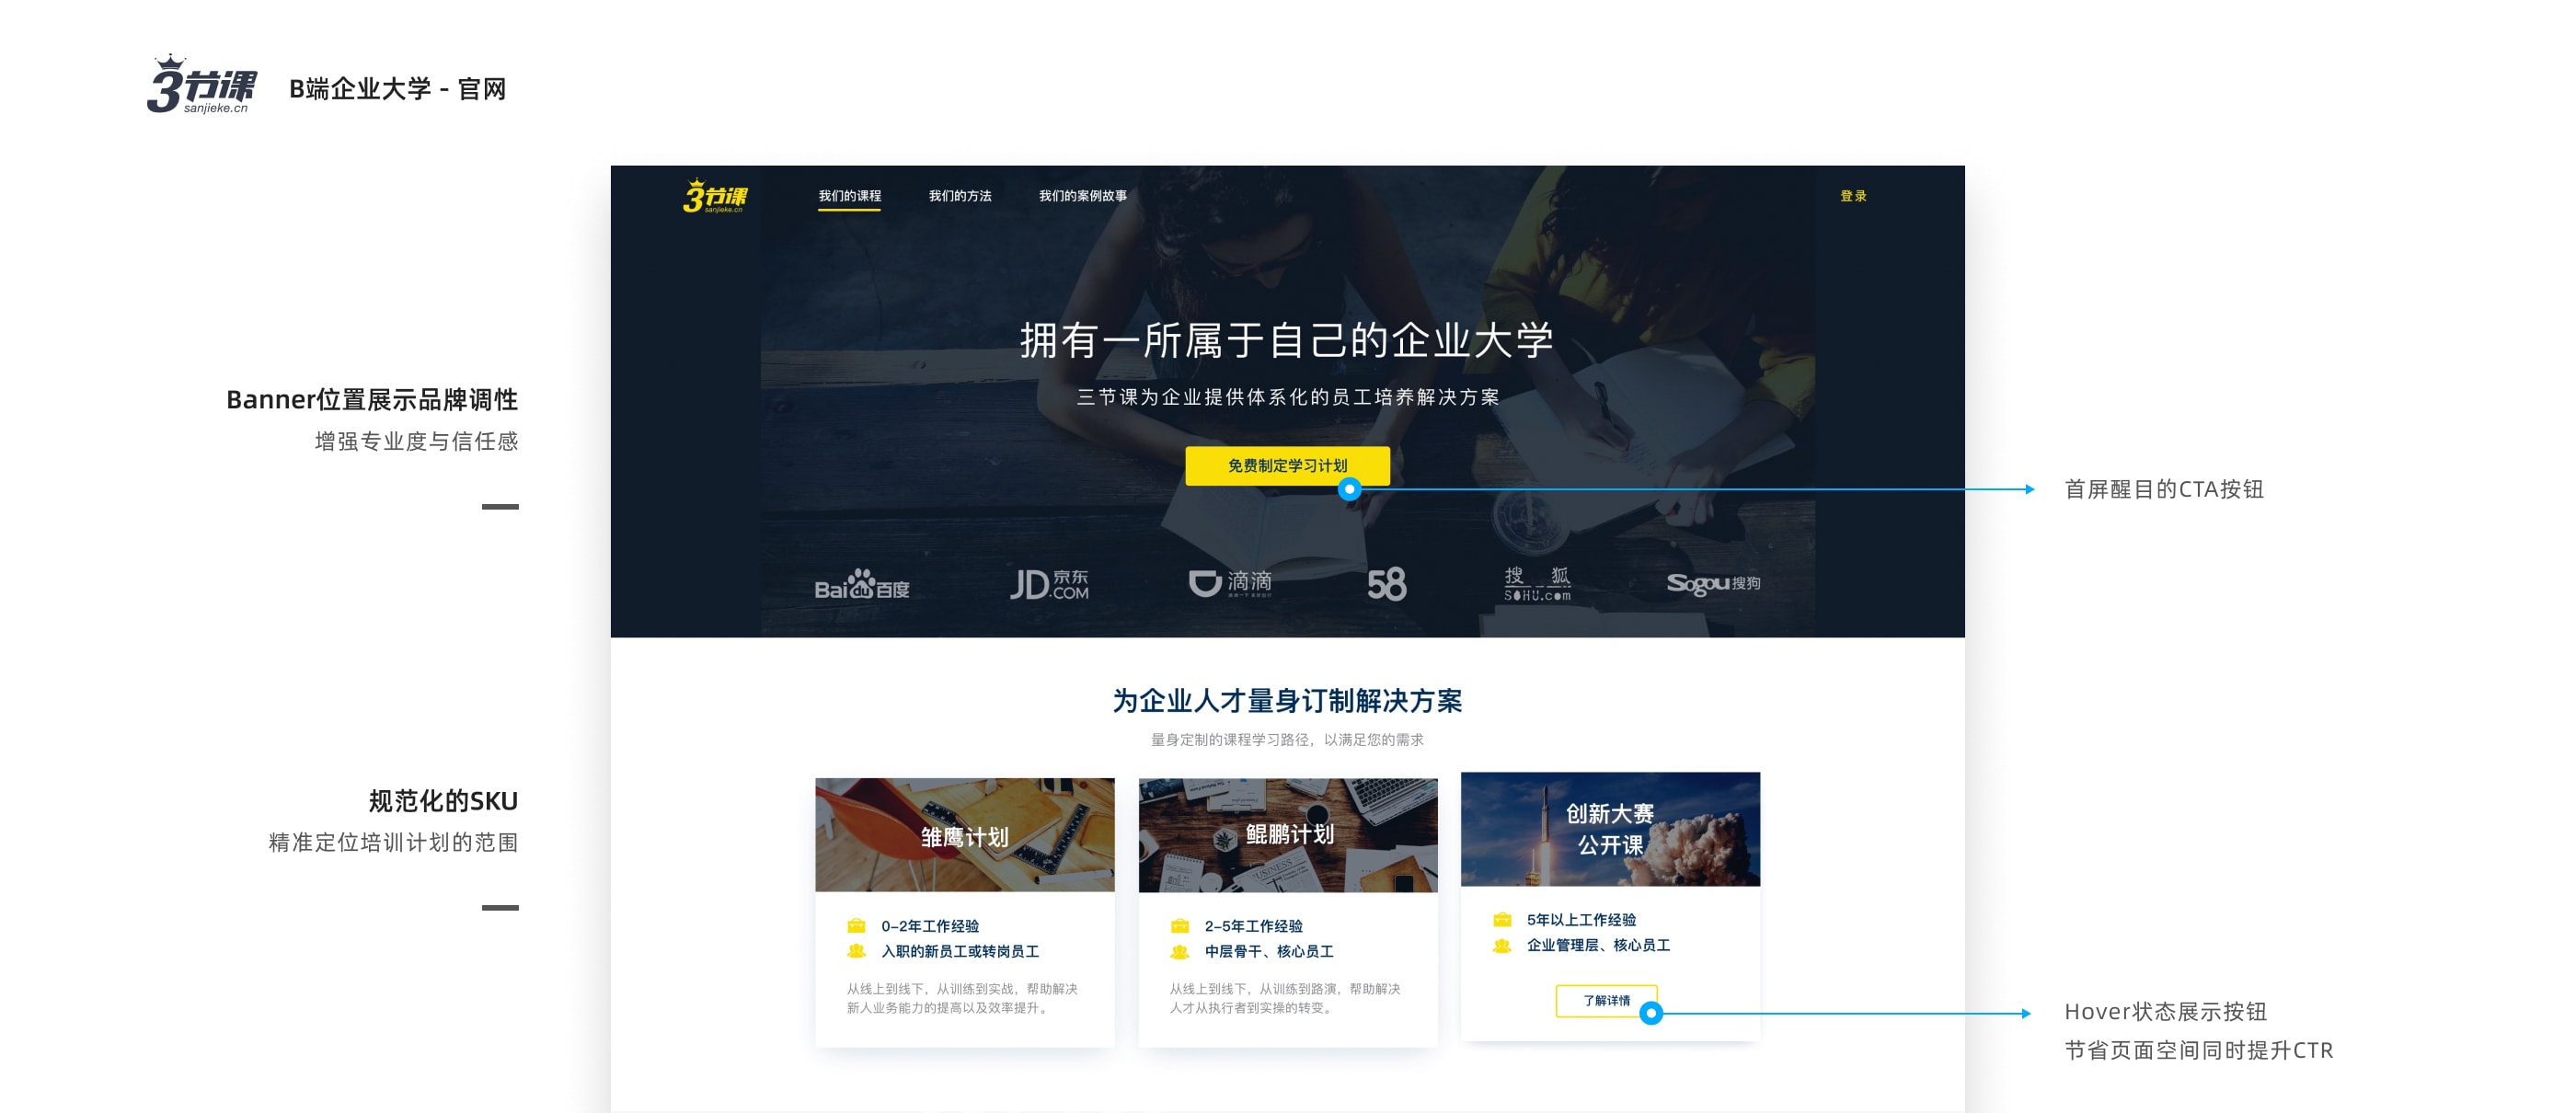 3节课
sanjieke.cn
B端企业大学 - 官网
3节课
sanjieke.cn
我们的课程
我们的方法
我们的案例故事
登录
拥有一所属于自己的企业大学
三节课为企业提供体系化的员工培养解决方案
免费制定学习计划
Banner位置展示品牌调性
增强专业度与信任感
首屏醒目的CTA按钮
Bai du 百度
JD.COM 京东
滴滴
58
搜狐
SOHU.com
Sogou搜狗
为企业人才量身订制解决方案
量身定制的课程学习路径，以满足您的需求
规范化的SKU
精准定位培训计划的范围
雏鹰计划
0-2年工作经验
入职的新员工或转岗员工
从线上到线下，从训练到实战，帮助解决
新人业务能力的提高以及效率提升。
鲲鹏计划
2-5年工作经验
中层骨干、核心员工
从线上到线下，从训练到路演，帮助解决
人才从执行者到实操的转变。
创新大赛
公开课
5年以上工作经验
企业管理层、核心员工
了解详情
Hover状态展示按钮
节省页面空间同时提升CTR